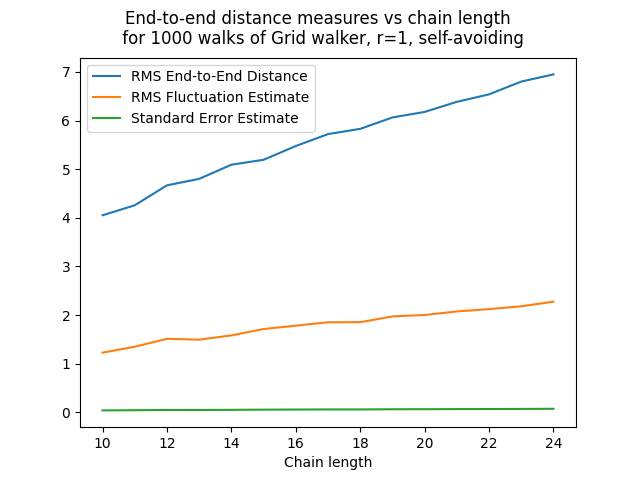 End-to-end distance measures vs chain length
for 1000 walks of Grid walker, r=1, self-avoiding
RMS End-to-End Distance
RMS Fluctuation Estimate
Standard Error Estimate
7
6
5
4
3
2
1
0
10 12 14 16 18 20 22 24
Chain length